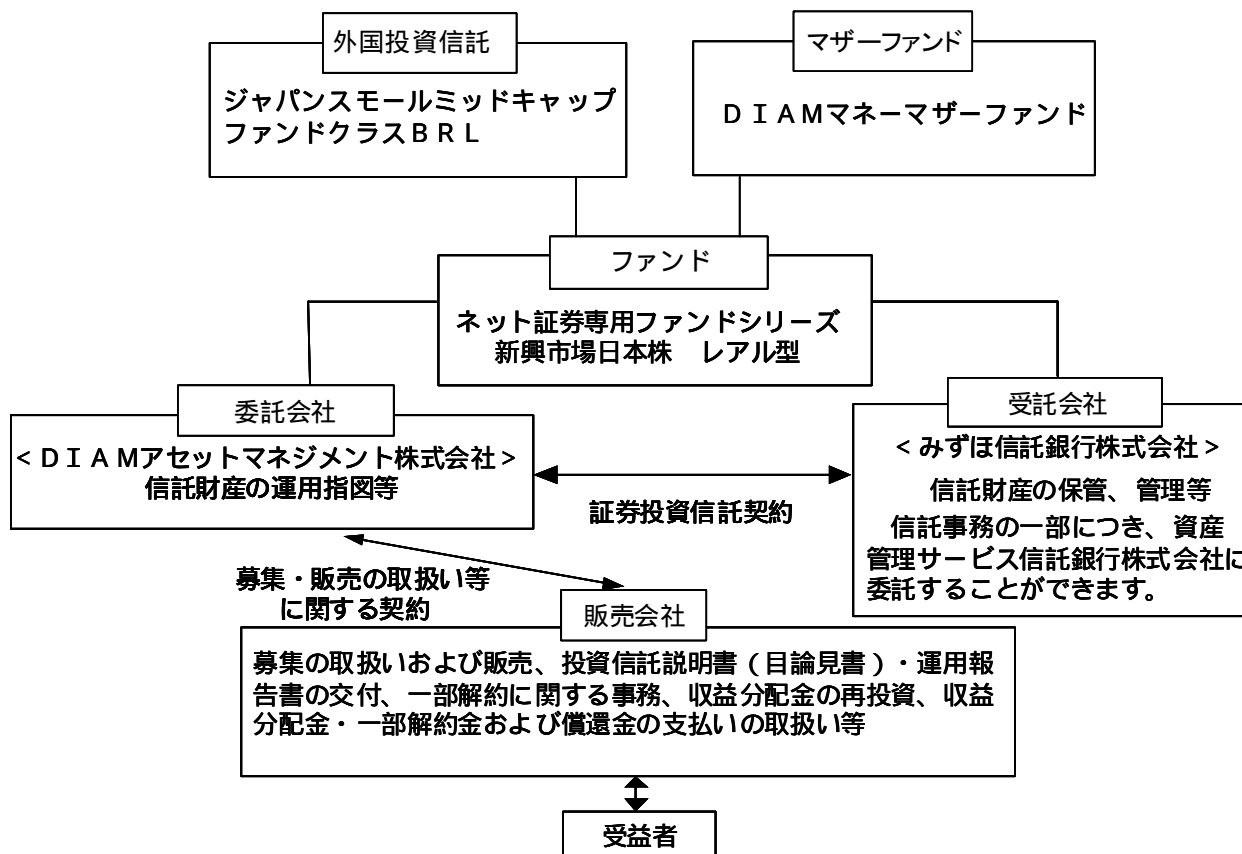 外国投資信託
ジャパンスモールミッドキャップ
ファンドクラスＢＲＬ
マザーファンド
ＤＩＡＭマネーマザーファンド
ファンド
ネット証券専用ファンドシリーズ
新興市場日本株　レアル型
委託会社
＜ＤＩＡＭアセットマネジメント株式会社＞
信託財産の運用指図等
証券投資信託契約
受託会社
＜みずほ信託銀行株式会社＞
信託財産の保管、管理等
信託事務の一部につき、資産
管理サービス信託銀行株式会社に
委託することができます。
募集・販売の取扱い等
に関する契約
販売会社
募集の取扱いおよび販売、投資信託説明書（目論見書）・運用報
告書の交付、一部解約に関する事務、収益分配金の再投資、収益
分配金・一部解約金および償還金の支払いの取扱い等
受益者